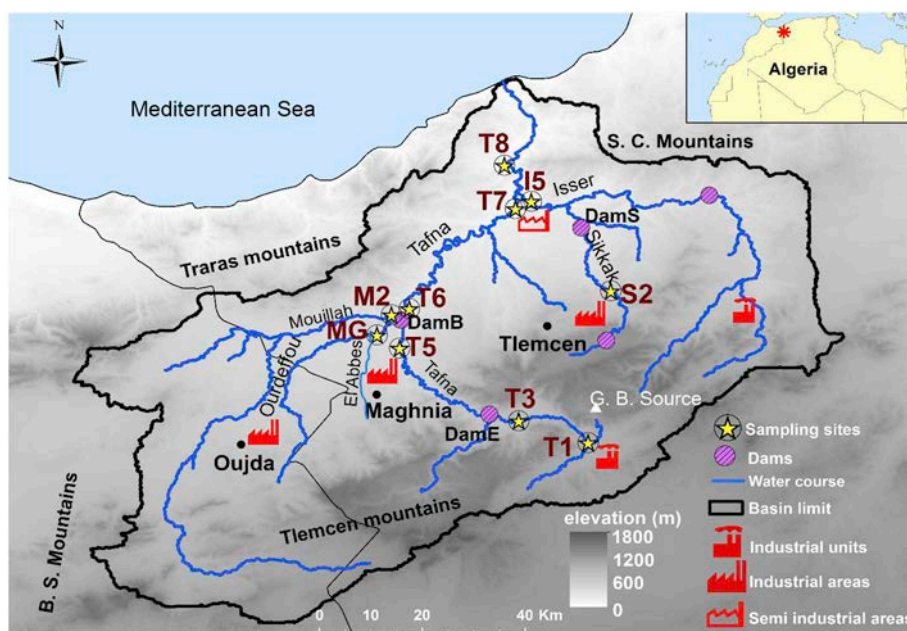 N
Mediterranean Sea
Algeria
S. C. Mountains
T8
I5
Isser
T7
DamS
Traras mountains
Tafna
Sikkak
M2
T6
S2
Mouillah
DamB
MG
Tlemcen
T5
El Abbes
Ourdeffou
Tafna
Maghnia
T3
G. B. Source
DamE
Oujda
T1
Tlemcen mountains
B. S. Mountains
elevation (m)
1800
1200
600
0
0 10 20 40 Km
Sampling sites
Dams
Water course
Basin limit
Industrial units
Industrial areas
Semi industrial areas